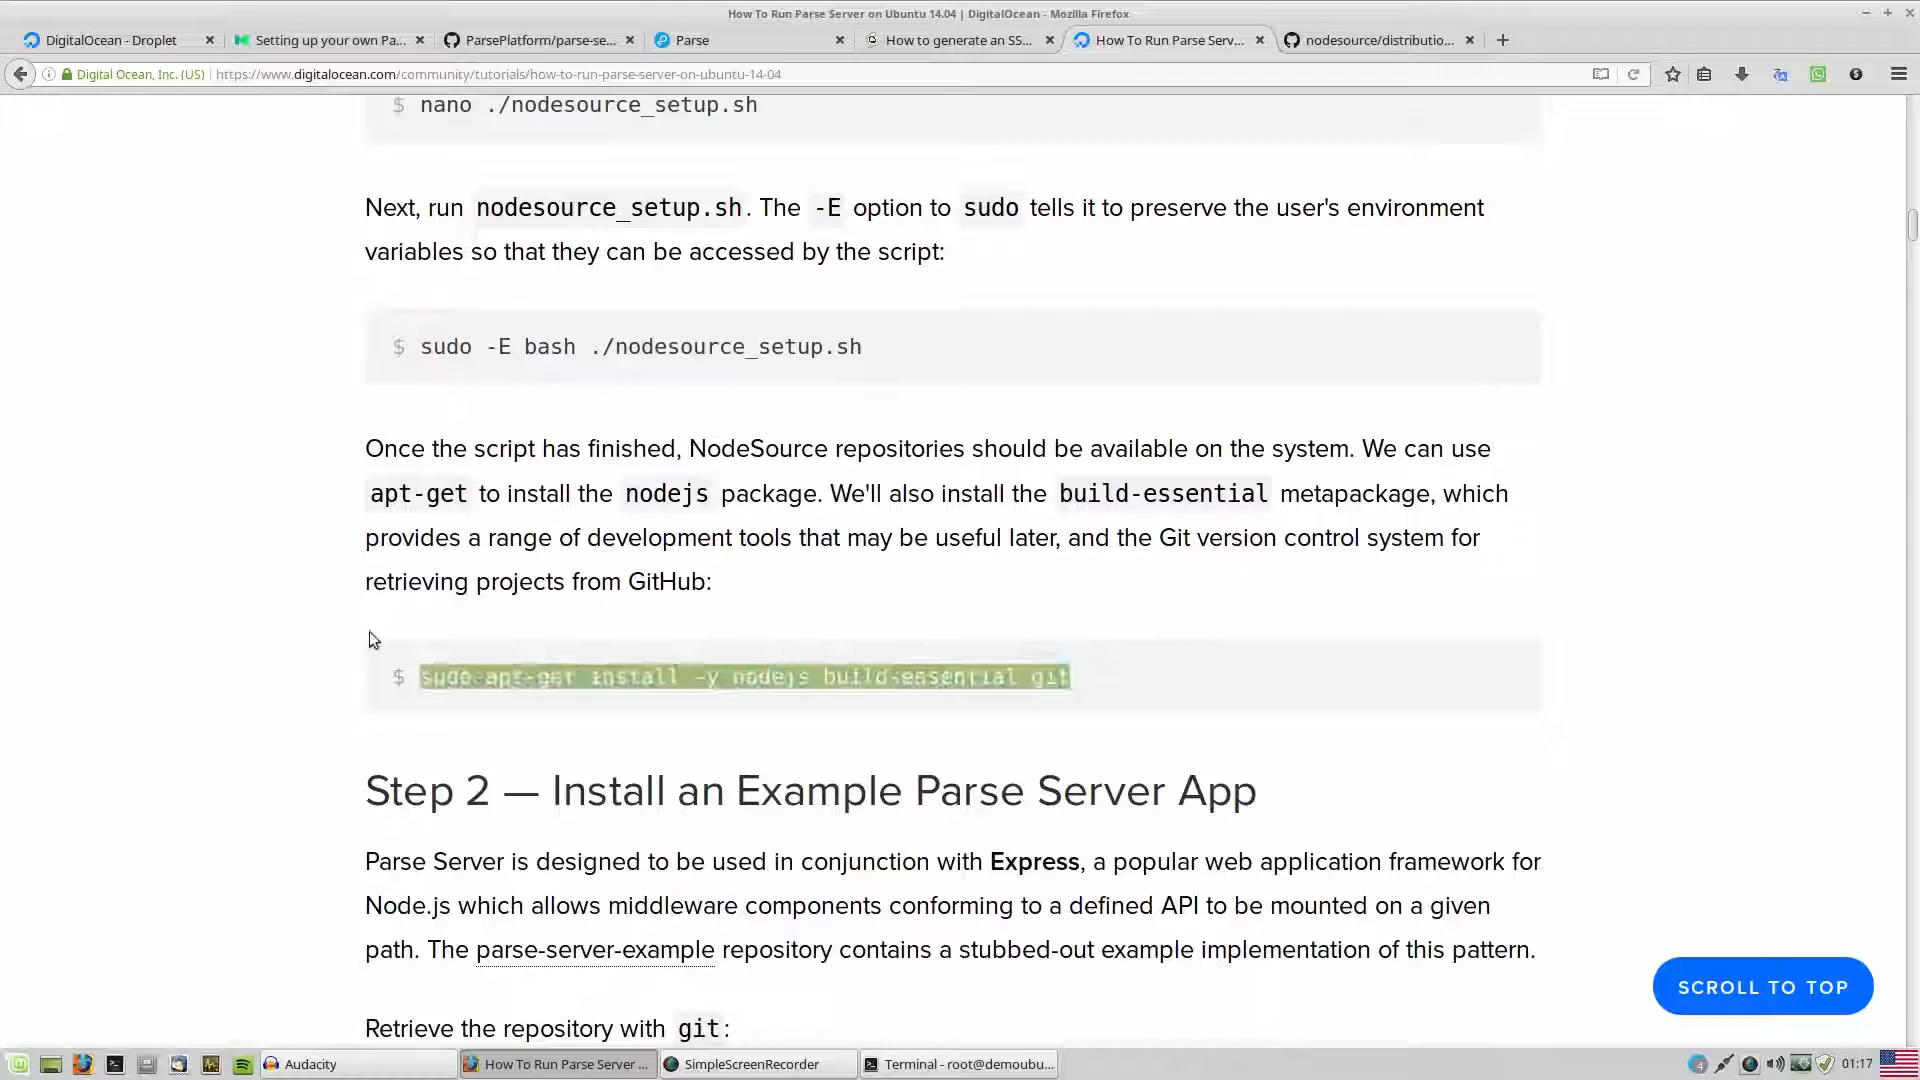 How To Run Parse Server on Ubuntu 14.04 | DigitalOcean - Mozilla Firefox
DigitalOcean - Droplet
Setting up your own Pa...
ParsePlatform/parse-se...
Parse
How to generate an SS...
How To Run Parse Serv...
nodesource/distributio...
Digital Ocean, Inc. (US)
https://www.digitalocean.com/community/tutorials/how-to-run-parse-server-on-ubuntu-14-04
$ nano ./nodesource_setup.sh
Next, run nodesource_setup.sh. The -E option to sudo tells it to preserve the user's environment
variables so that they can be accessed by the script:
$ sudo -E bash ./nodesource_setup.sh
Once the script has finished, NodeSource repositories should be available on the system. We can use
apt-get to install the nodejs package. We'll also install the build-essential metapackage, which
provides a range of development tools that may be useful later, and the Git version control system for
retrieving projects from GitHub:
$ sudo apt-get install -y nodejs build-essential git
Step 2 — Install an Example Parse Server App
Parse Server is designed to be used in conjunction with Express, a popular web application framework for
Node.js which allows middleware components conforming to a defined API to be mounted on a given
path. The parse-server-example repository contains a stubbed-out example implementation of this pattern.
SCROLL TO TOP
Retrieve the repository with git:
Audacity
How To Run Parse Server ...
SimpleScreenRecorder
Terminal - root@demoubu...
4
01:17